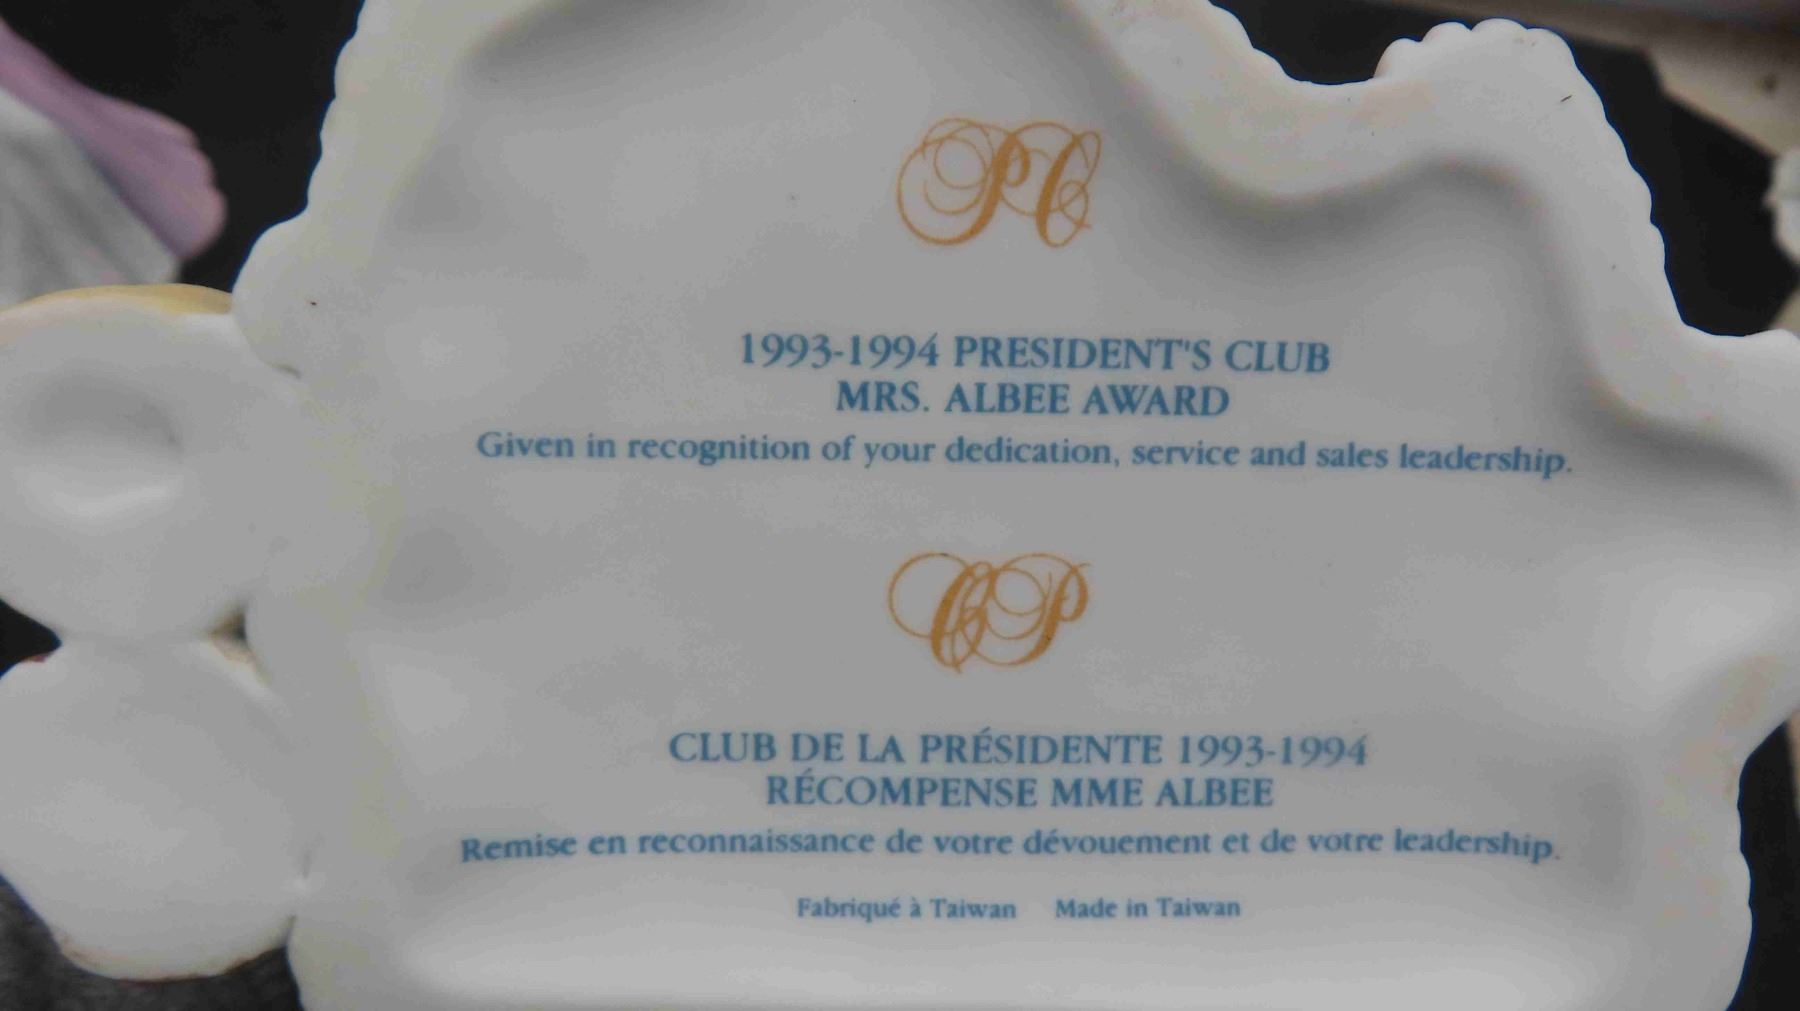 PC
1993-1994 PRESIDENT'S CLUB
MRS. ALBEE AWARD
Given in recognition of your dedication, service and sales leadership.
CP
CLUB DE LA PRÉSIDENTE 1993-1994
RÉCOMPENSE MME ALBEE
Remise en reconnaissance de votre dévouement et de votre leadership.
Fabriqué à Taiwan Made in Taiwan